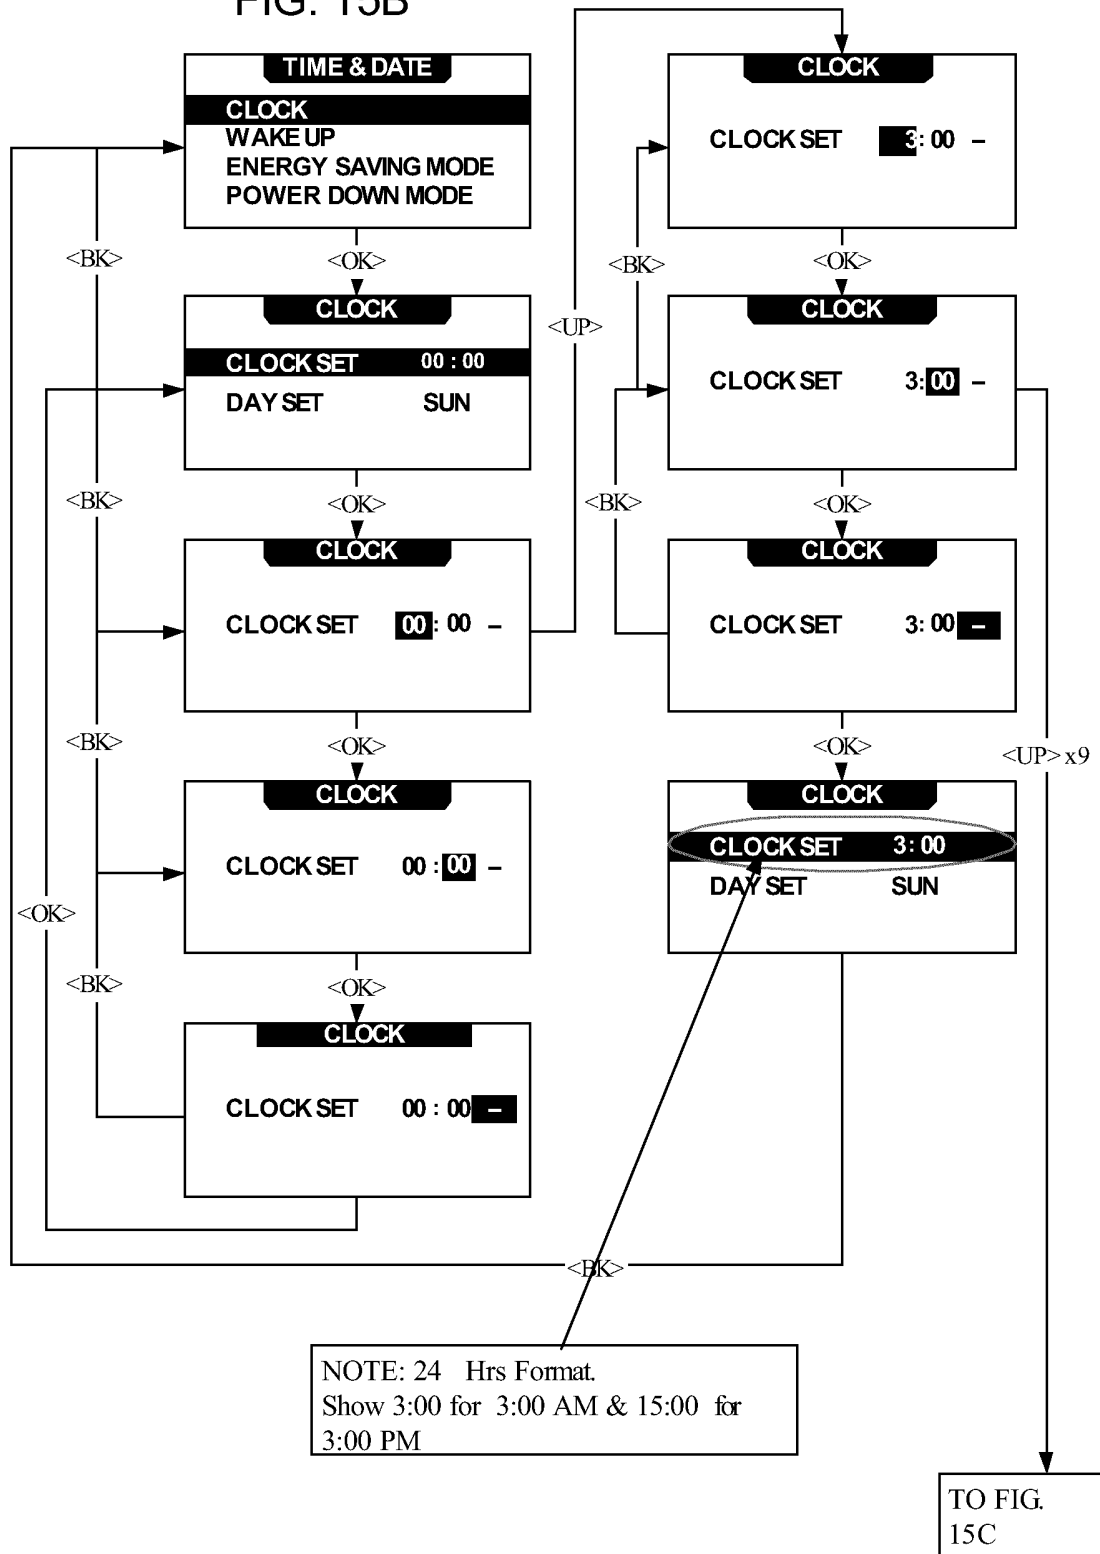 FIG. 15B
TIME & DATE
CLOCK
WAKE UP
ENERGY SAVING MODE
POWER DOWN MODE
<BK>
<OK>
CLOCK
CLOCK SET 00 : 00
DAY SET SUN
<BK>
<OK>
CLOCK
CLOCK SET 00 : 00 –
<BK>
<OK>
CLOCK
CLOCK SET 00 : 00 –
<OK>
<BK>
<OK>
CLOCK
CLOCK SET 00 : 00 –
<UP>
CLOCK
CLOCK SET 3: 00 –
<BK>
<OK>
CLOCK
CLOCK SET 3: 00 –
<BK>
<OK>
CLOCK
CLOCK SET 3: 00 –
<OK>
<UP> x9
CLOCK
CLOCK SET 3: 00
DAY SET SUN
<BK>
NOTE: 24 Hrs Format.
Show 3:00 for 3:00 AM & 15:00 for
3:00 PM
TO FIG.
15C